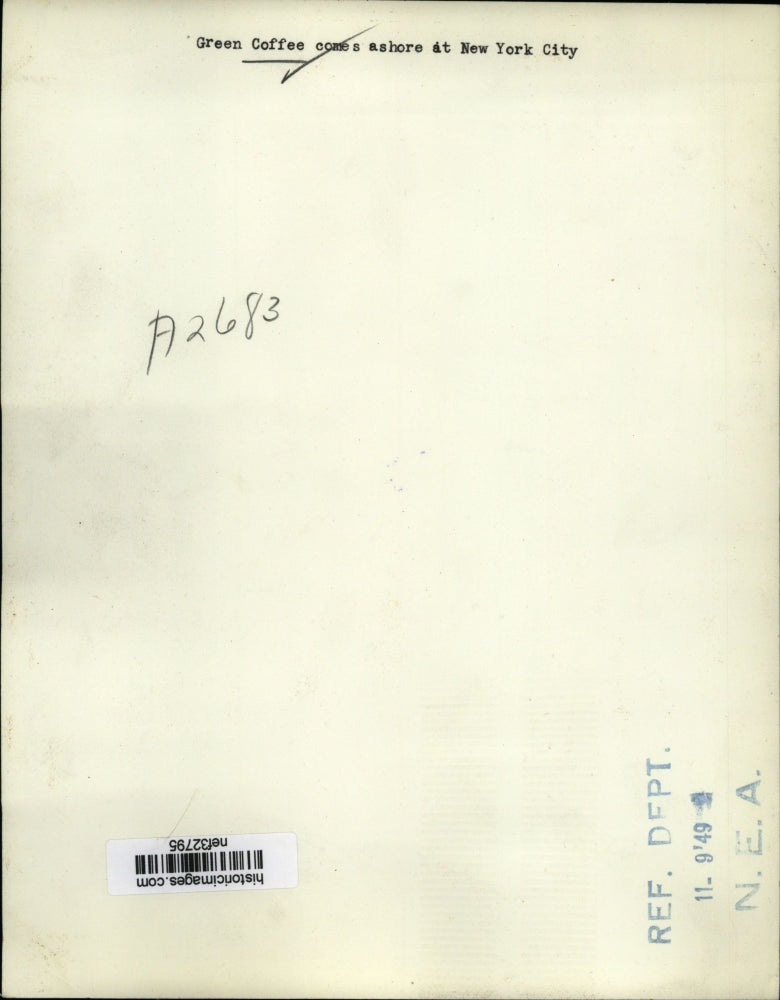 Green Coffee comes ashore at New York City
A2683
REF. DEPT.
11- 9'49
N. E. A.
historicimages.com
nef32795